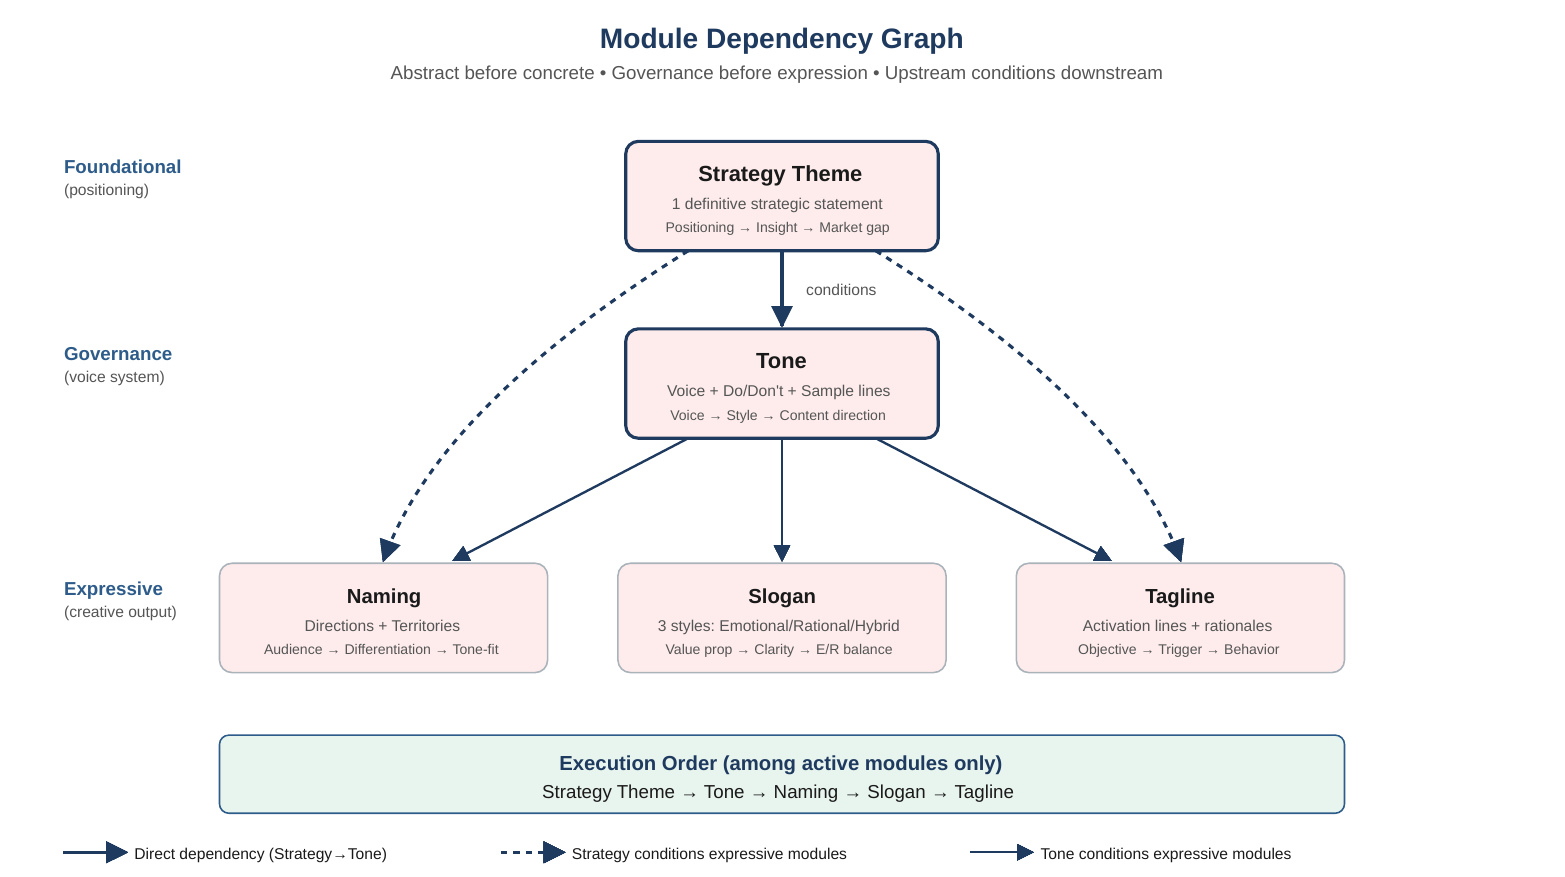 Module Dependency Graph
Abstract before concrete • Governance before expression • Upstream conditions downstream
Foundational
(positioning)
Strategy Theme
1 definitive strategic statement
Positioning → Insight → Market gap
conditions
Governance
(voice system)
Tone
Voice + Do/Don't + Sample lines
Voice → Style → Content direction
Expressive
(creative output)
Naming
Directions + Territories
Audience → Differentiation → Tone-fit
Slogan
3 styles: Emotional/Rational/Hybrid
Value prop → Clarity → E/R balance
Tagline
Activation lines + rationales
Objective → Trigger → Behavior
Execution Order (among active modules only)
Strategy Theme → Tone → Naming → Slogan → Tagline
Direct dependency (Strategy→Tone)
Strategy conditions expressive modules
Tone conditions expressive modules